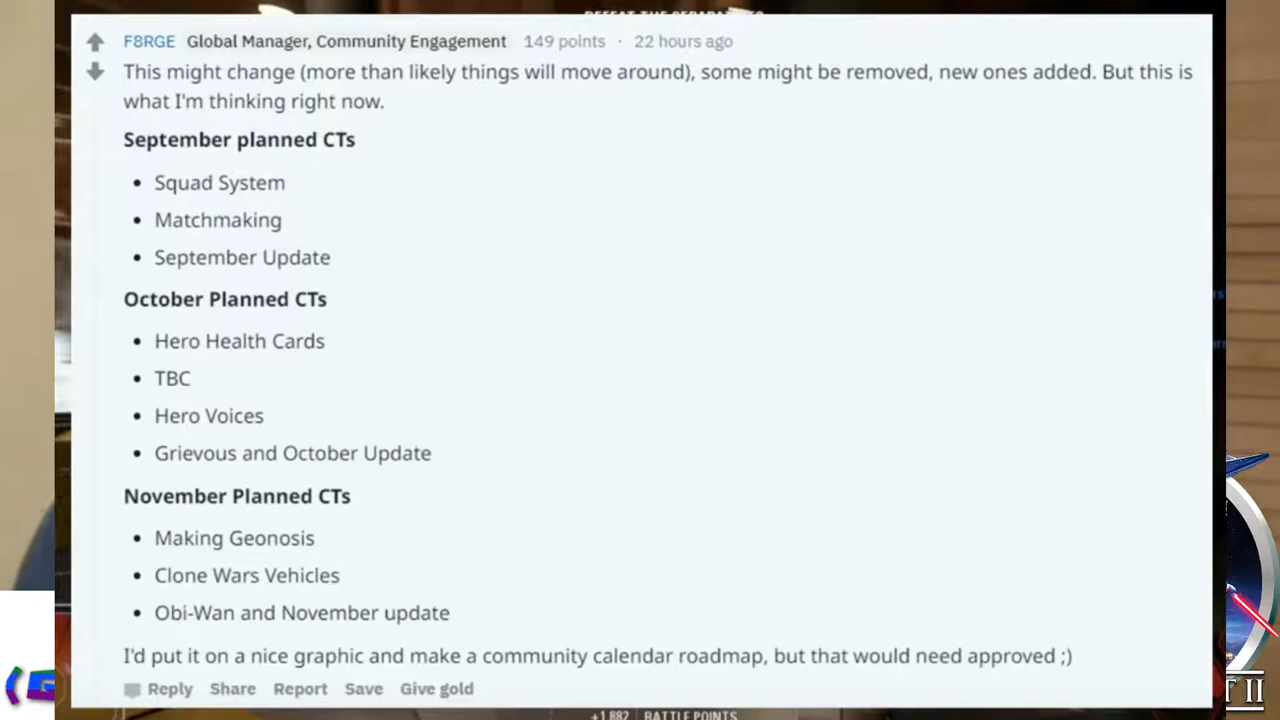 F8RGE Global Manager, Community Engagement 149 points · 22 hours ago
This might change (more than likely things will move around), some might be removed, new ones added. But this is
what I'm thinking right now.
September planned CTs
• Squad System
• Matchmaking
• September Update
October Planned CTs
• Hero Health Cards
• TBC
• Hero Voices
• Grievous and October Update
November Planned CTs
• Making Geonosis
• Clone Wars Vehicles
• Obi-Wan and November update
I'd put it on a nice graphic and make a community calendar roadmap, but that would need approved ;)
Reply Share Report Save Give gold
+1,882 BATTLE POINTS
II